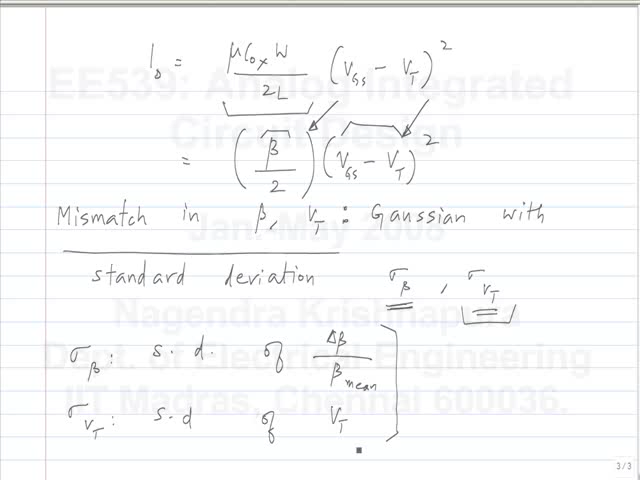 I_D = μC_ox W / 2L (V_GS − V_T)^2
EE539: Analog Integrated
Circuit Design
= (β / 2) (V_GS − V_T)^2
Mismatch in β, V_T : Gaussian with
Jan-May 2008
standard deviation σ_β , σ_V_T
Nagendra Krishnapura
σ_β : s.d. of Δβ / β_mean
Dept. of Electrical Engineering
IIT Madras, Chennai 600036.
σ_V_T : s.d of V_T
3/3